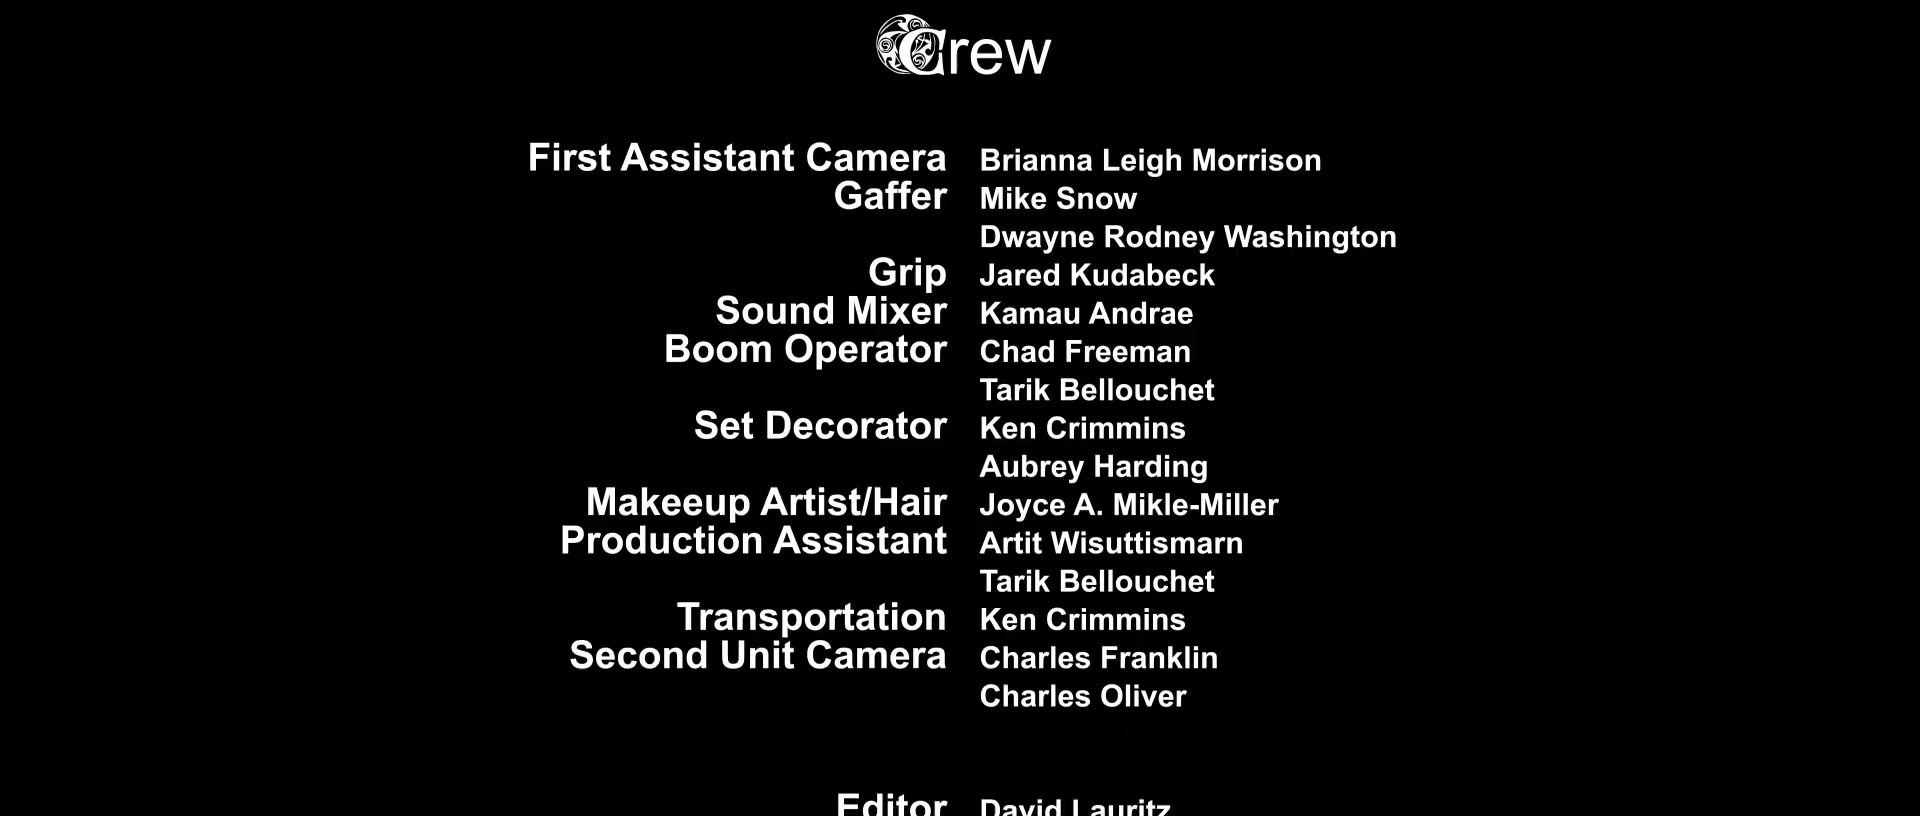 Crew
First Assistant Camera Brianna Leigh Morrison
Gaffer Mike Snow
Dwayne Rodney Washington
Grip Jared Kudabeck
Sound Mixer Kamau Andrae
Boom Operator Chad Freeman
Tarik Bellouchet
Set Decorator Ken Crimmins
Aubrey Harding
Makeeup Artist/Hair Joyce A. Mikle-Miller
Production Assistant Artit Wisuttismarn
Tarik Bellouchet
Transportation Ken Crimmins
Second Unit Camera Charles Franklin
Charles Oliver
Editor David Lauritz